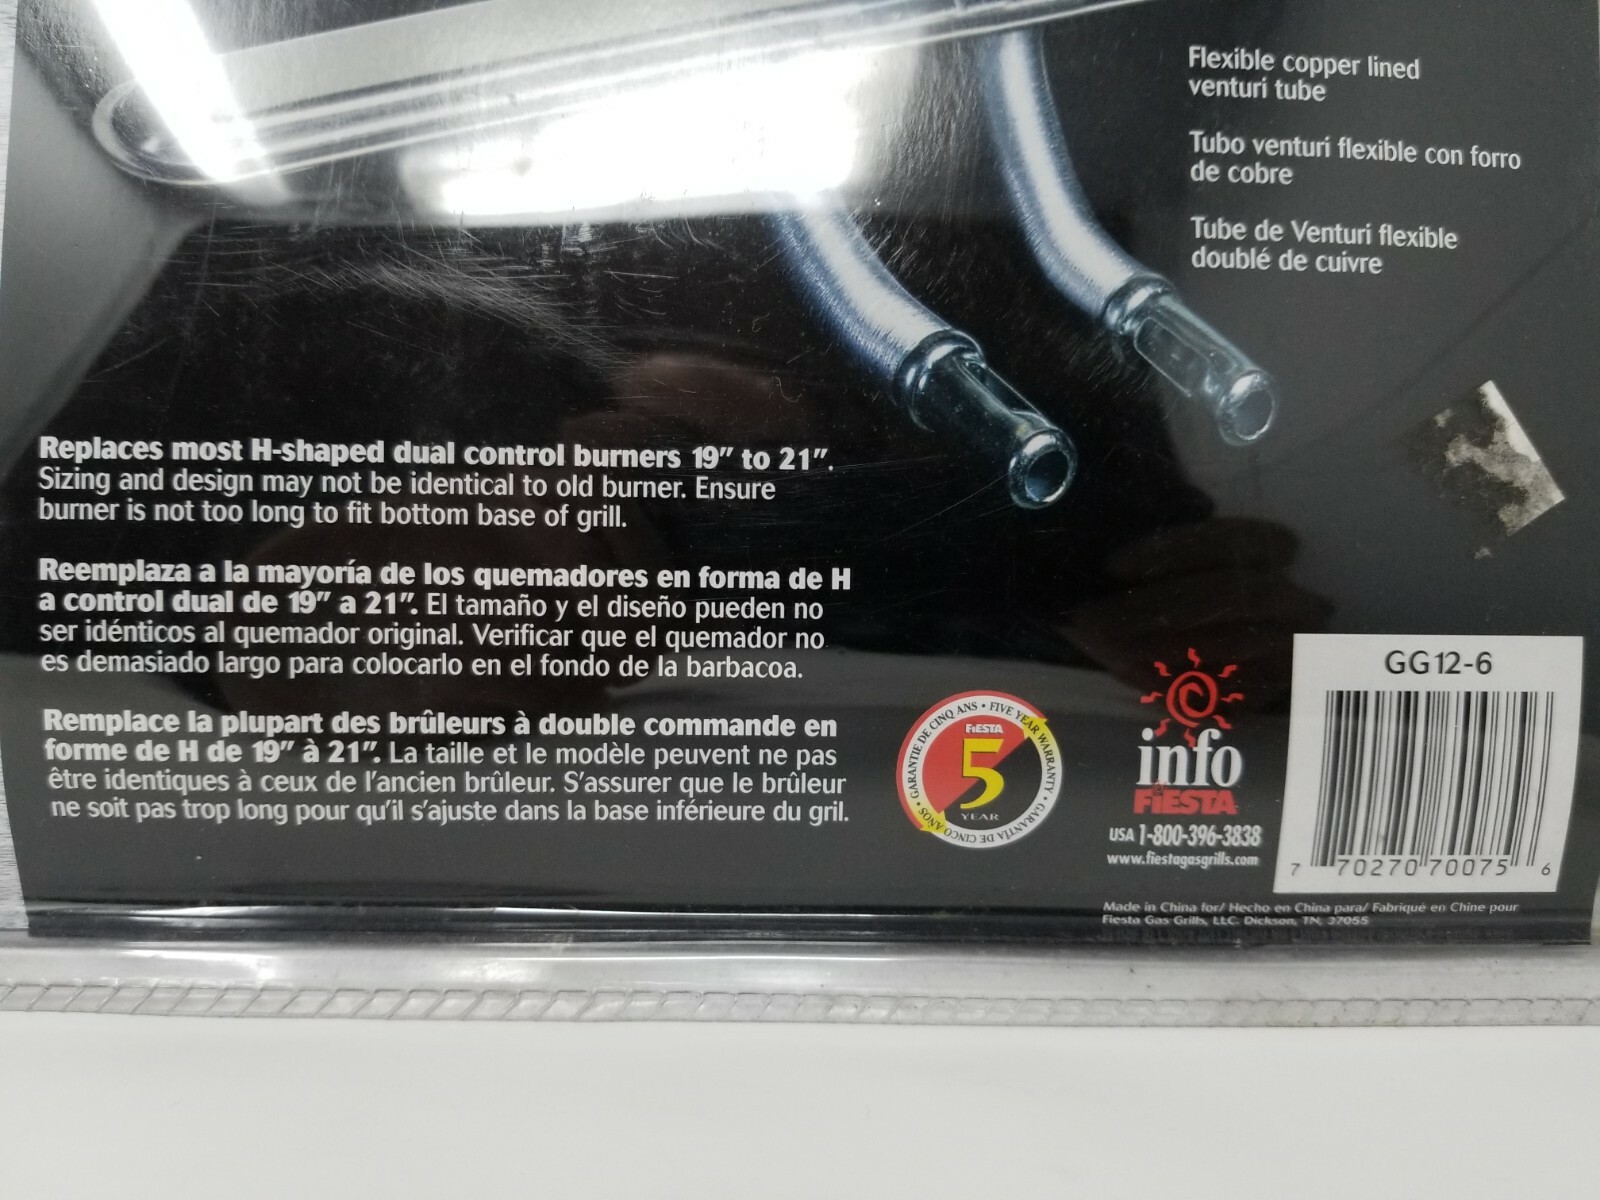 Flexible copper lined
venturi tube
Tubo venturi flexible con forro
de cobre
Tube de Venturi flexible
doublé de cuivre
Replaces most H-shaped dual control burners 19" to 21".
Sizing and design may not be identical to old burner. Ensure
burner is not too long to fit bottom base of grill.
Reemplaza a la mayoría de los quemadores en forma de H
a control dual de 19" a 21". El tamaño y el diseño pueden no
ser idénticos al quemador original. Verificar que el quemador no
es demasiado largo para colocarlo en el fondo de la barbacoa.
Remplace la plupart des brûleurs à double commande en
forme de H de 19" à 21". La taille et le modèle peuvent ne pas
être identiques à ceux de l'ancien brûleur. S'assurer que le brûleur
ne soit pas trop long pour qu'il s'ajuste dans la base inférieure du gril.
GARANTIE DE CINQ ANS • FIVE YEAR WARRANTY • GARANTÍA DE CINCO AÑOS •
FIESTA
5
YEAR
info
FIESTA
USA 1-800-396-3838
www.fiestagasgrills.com
GG12-6
7 70270 70075 6
Made in China for/ Hecho en China para/ Fabriqué en Chine pour
Fiesta Gas Grills, LLC. Dickson, TN, 37055